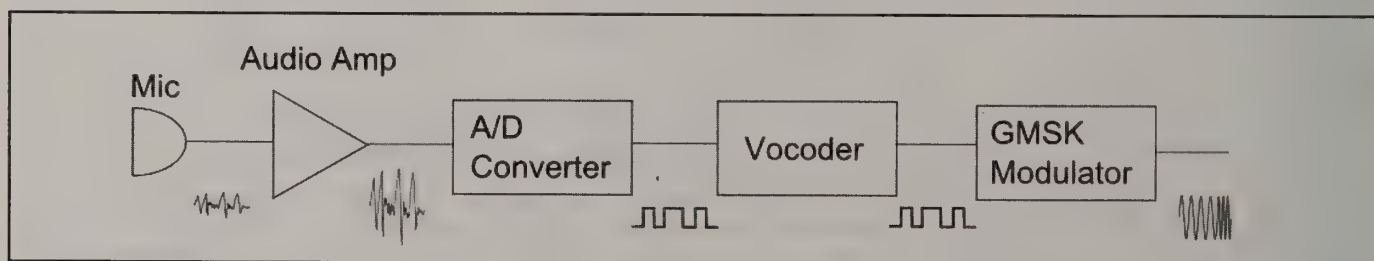 Mic
Audio Amp
A/D
Converter
Vocoder
GMSK
Modulator